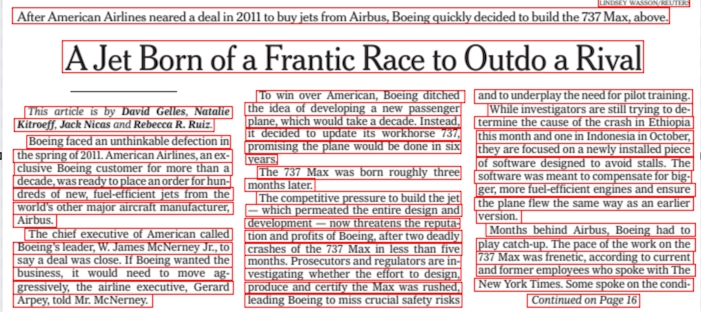 LINDSEY WASSON/REUTERS
After American Airlines neared a deal in 2011 to buy jets from Airbus, Boeing quickly decided to build the 737 Max, above.
A Jet Born of a Frantic Race to Outdo a Rival
This article is by David Gelles, Natalie
Kitroeff, Jack Nicas and Rebecca R. Ruiz.
Boeing faced an unthinkable defection in
the spring of 2011. American Airlines, an ex-
clusive Boeing customer for more than a
decade, was ready to place an order for hun-
dreds of new, fuel-efficient jets from the
world's other major aircraft manufacturer,
Airbus.
The chief executive of American called
Boeing's leader, W. James McNerney Jr., to
say a deal was close. If Boeing wanted the
business, it would need to move ag-
gressively, the airline executive, Gerard
Arpey, told Mr. McNerney.
To win over American, Boeing ditched
the idea of developing a new passenger
plane, which would take a decade. Instead,
it decided to update its workhorse 737,
promising the plane would be done in six
years.
The 737 Max was born roughly three
months later.
The competitive pressure to build the jet
— which permeated the entire design and
development — now threatens the reputa-
tion and profits of Boeing, after two deadly
crashes of the 737 Max in less than five
months. Prosecutors and regulators are in-
vestigating whether the effort to design,
produce and certify the Max was rushed,
leading Boeing to miss crucial safety risks
and to underplay the need for pilot training.
While investigators are still trying to de-
termine the cause of the crash in Ethiopia
this month and one in Indonesia in October,
they are focused on a newly installed piece
of software designed to avoid stalls. The
software was meant to compensate for big-
ger, more fuel-efficient engines and ensure
the plane flew the same way as an earlier
version.
Months behind Airbus, Boeing had to
play catch-up. The pace of the work on the
737 Max was frenetic, according to current
and former employees who spoke with The
New York Times. Some spoke on the condi-
Continued on Page 16